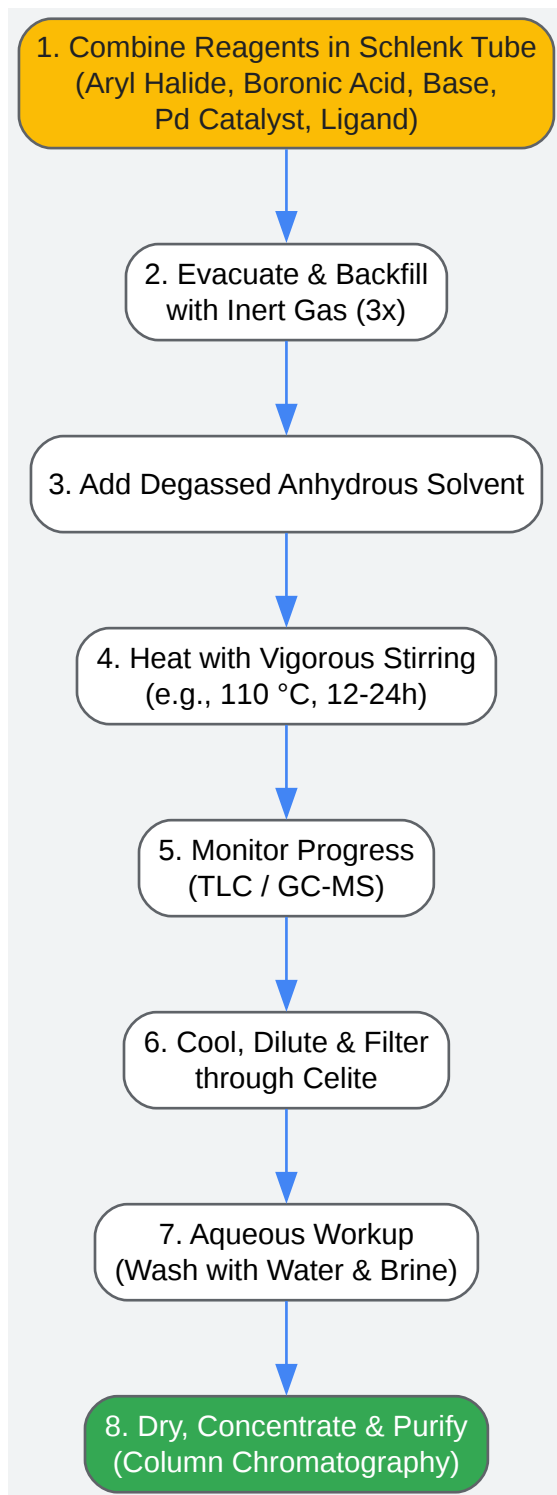 1. Combine Reagents in Schlenk Tube
(Aryl Halide, Boronic Acid, Base,
Pd Catalyst, Ligand)
2. Evacuate & Backfill
with Inert Gas (3x)
3. Add Degassed Anhydrous Solvent
4. Heat with Vigorous Stirring
(e.g., 110 °C, 12-24h)
5. Monitor Progress
(TLC / GC-MS)
6. Cool, Dilute & Filter
through Celite
7. Aqueous Workup
(Wash with Water & Brine)
8. Dry, Concentrate & Purify
(Column Chromatography)